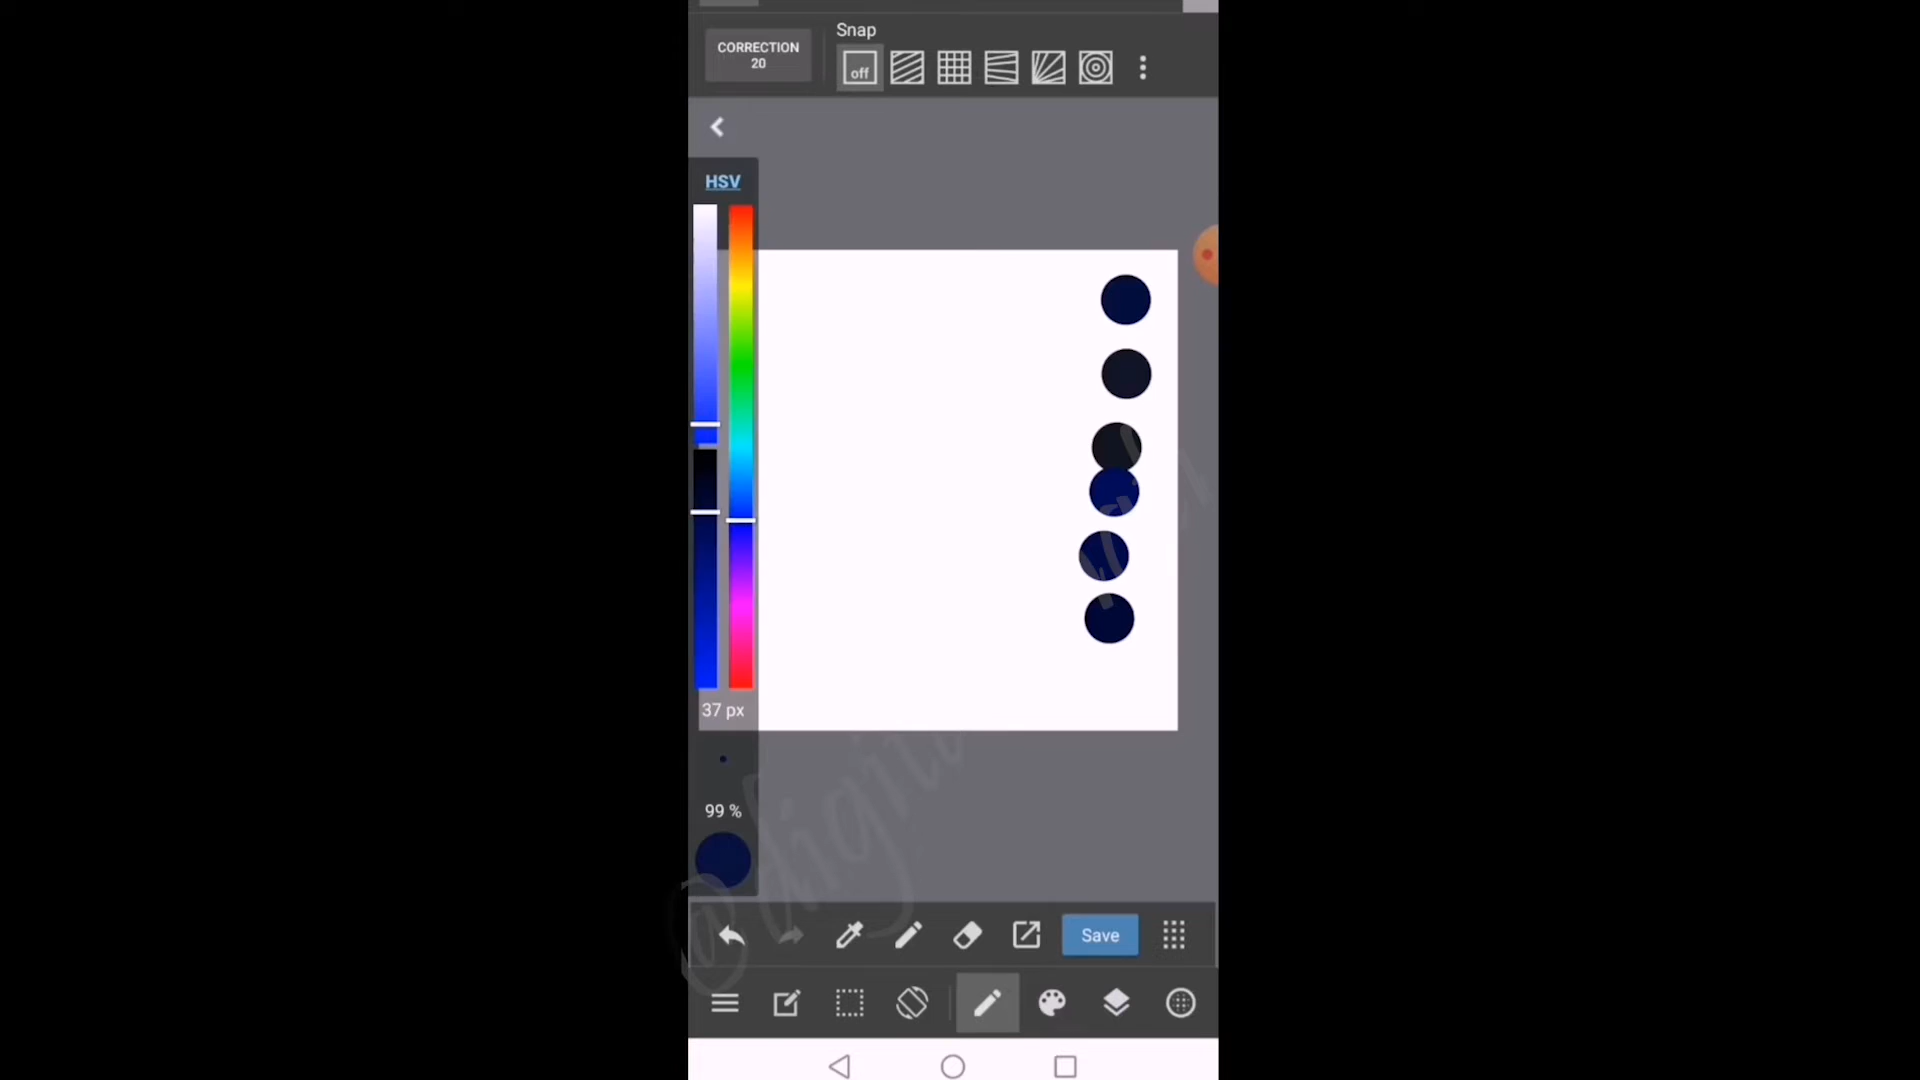 Snap
CORRECTION
20
off
HSV
37 px
99 %
Save